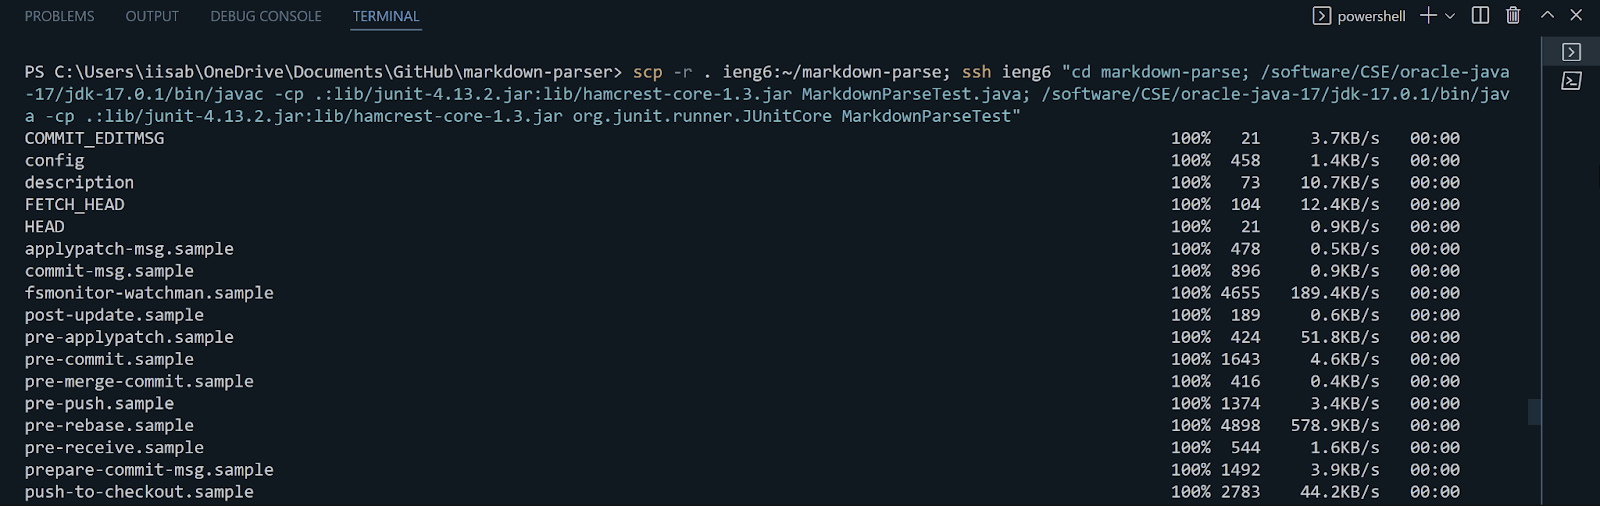 PROBLEMS OUTPUT DEBUG CONSOLE TERMINAL powershell
PS C:\Users\iisab\OneDrive\Documents\GitHub\markdown-parser> scp -r . ieng6:~/markdown-parse; ssh ieng6 "cd markdown-parse; /software/CSE/oracle-java
-17/jdk-17.0.1/bin/javac -cp .:lib/junit-4.13.2.jar:lib/hamcrest-core-1.3.jar MarkdownParseTest.java; /software/CSE/oracle-java-17/jdk-17.0.1/bin/jav
a -cp .:lib/junit-4.13.2.jar:lib/hamcrest-core-1.3.jar org.junit.runner.JUnitCore MarkdownParseTest"
COMMIT_EDITMSG 100% 21 3.7KB/s 00:00
config 100% 458 1.4KB/s 00:00
description 100% 73 10.7KB/s 00:00
FETCH_HEAD 100% 104 12.4KB/s 00:00
HEAD 100% 21 0.9KB/s 00:00
applypatch-msg.sample 100% 478 0.5KB/s 00:00
commit-msg.sample 100% 896 0.9KB/s 00:00
fsmonitor-watchman.sample 100% 4655 189.4KB/s 00:00
post-update.sample 100% 189 0.6KB/s 00:00
pre-applypatch.sample 100% 424 51.8KB/s 00:00
pre-commit.sample 100% 1643 4.6KB/s 00:00
pre-merge-commit.sample 100% 416 0.4KB/s 00:00
pre-push.sample 100% 1374 3.4KB/s 00:00
pre-rebase.sample 100% 4898 578.9KB/s 00:00
pre-receive.sample 100% 544 1.6KB/s 00:00
prepare-commit-msg.sample 100% 1492 3.9KB/s 00:00
push-to-checkout.sample 100% 2783 44.2KB/s 00:00